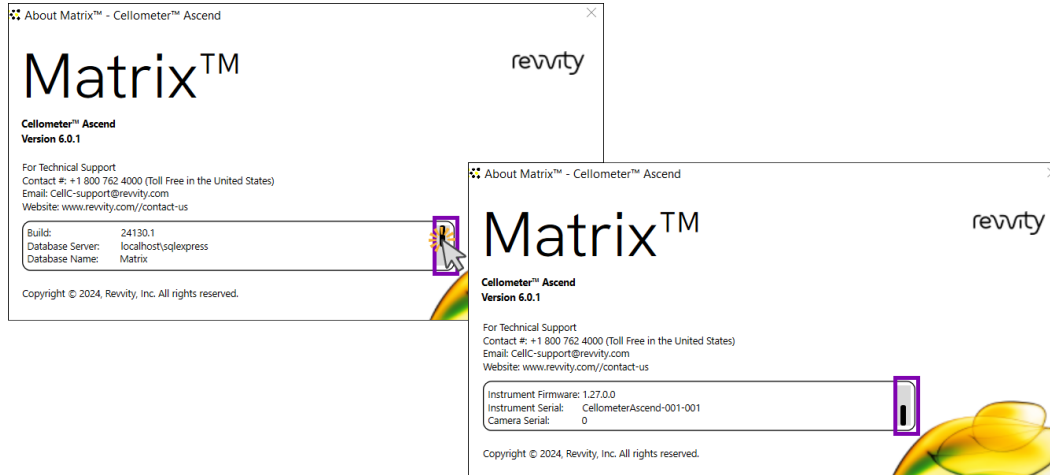 About Matrix™ - Cellometer™ Ascend
Matrix™
revvity
Cellometer™ Ascend
Version 6.0.1
For Technical Support
Contact #: +1 800 762 4000 (Toll Free in the United States)
Email: CellC-support@revvity.com
Website: www.revvity.com//contact-us
Build: 24130.1
Database Server: localhost\sqlexpress
Database Name: Matrix
Copyright © 2024, Revvity, Inc. All rights reserved.
About Matrix™ - Cellometer™ Ascend
Matrix™
revvity
Cellometer™ Ascend
Version 6.0.1
For Technical Support
Contact #: +1 800 762 4000 (Toll Free in the United States)
Email: CellC-support@revvity.com
Website: www.revvity.com//contact-us
Instrument Firmware: 1.27.0.0
Instrument Serial: CellometerAscend-001-001
Camera Serial: 0
Copyright © 2024, Revvity, Inc. All rights reserved.